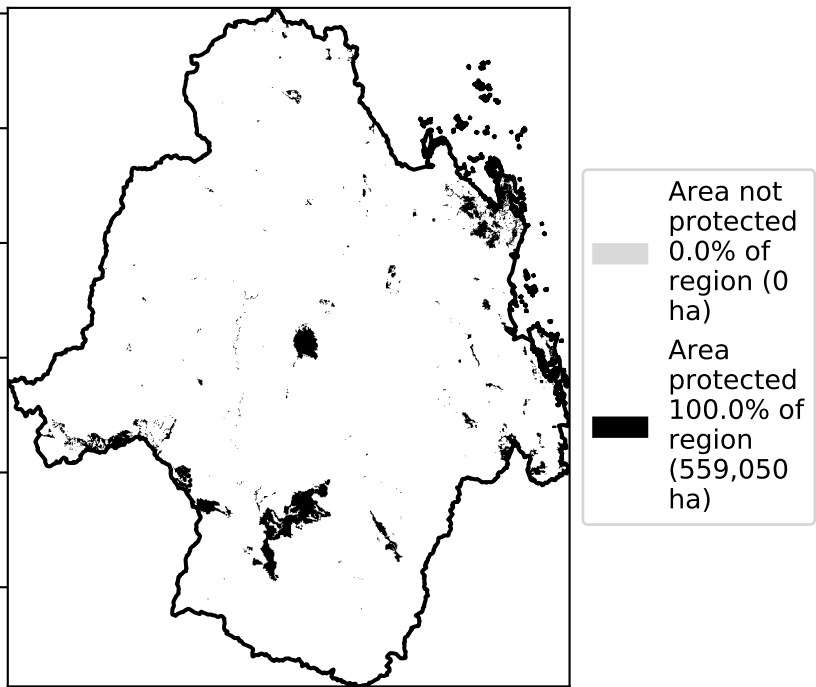 Area not
protected
0.0% of
region (0
ha)
Area
protected
100.0% of
region
(559,050
ha)